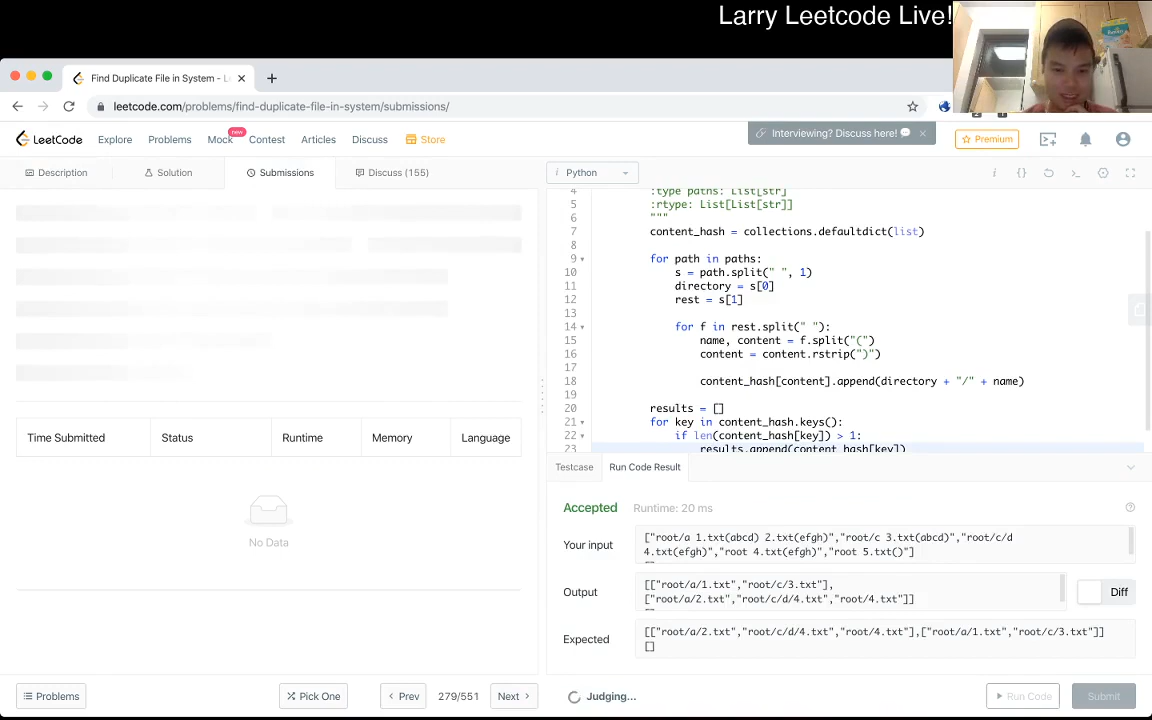 Larry Leetcode Live!
Find Duplicate File in System - L
leetcode.com/problems/find-duplicate-file-in-system/submissions/
LeetCode
Explore
Problems
Mock
new
Contest
Articles
Discuss
Store
Interviewing? Discuss here!
Premium
Description
Solution
Submissions
Discuss (155)
Python
4 :type paths: List[str]
5 :rtype: List[List[str]]
6 """
7 content_hash = collections.defaultdict(list)
8
9 for path in paths:
10 s = path.split(" ", 1)
11 directory = s[0]
12 rest = s[1]
13
14 for f in rest.split(" "):
15 name, content = f.split("(")
16 content = content.rstrip(")")
17
18 content_hash[content].append(directory + "/" + name)
19
20 results = []
21 for key in content_hash.keys():
22 if len(content_hash[key]) > 1:
23 results.append(content_hash[key])
Time Submitted Status Runtime Memory Language
No Data
Testcase
Run Code Result
Accepted Runtime: 20 ms
Your input
["root/a 1.txt(abcd) 2.txt(efgh)","root/c 3.txt(abcd)","root/c/d
4.txt(efgh)","root 4.txt(efgh)","root 5.txt()"]
Output
[["root/a/1.txt","root/c/3.txt"],
["root/a/2.txt","root/c/d/4.txt","root/4.txt"]]
Diff
Expected
[["root/a/2.txt","root/c/d/4.txt","root/4.txt"],["root/a/1.txt","root/c/3.txt"]]
[]
Problems
Pick One
Prev
279/551
Next
Judging...
Run Code
Submit